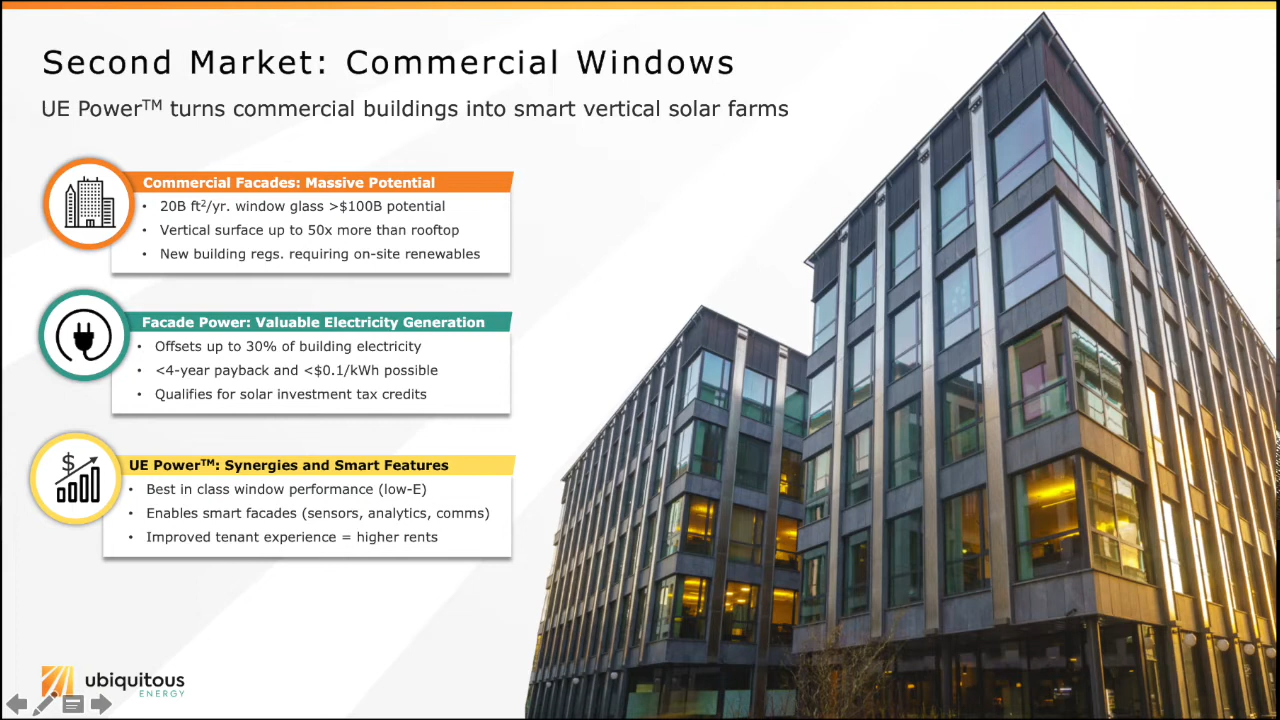 Second Market: Commercial Windows
UE Power™ turns commercial buildings into smart vertical solar farms
Commercial Facades: Massive Potential
• 20B ft²/yr. window glass >$100B potential
• Vertical surface up to 50x more than rooftop
• New building regs. requiring on-site renewables
Facade Power: Valuable Electricity Generation
• Offsets up to 30% of building electricity
• <4-year payback and <$0.1/kWh possible
• Qualifies for solar investment tax credits
$
UE Power™: Synergies and Smart Features
• Best in class window performance (low-E)
• Enables smart facades (sensors, analytics, comms)
• Improved tenant experience = higher rents
ubiquitous
ENERGY